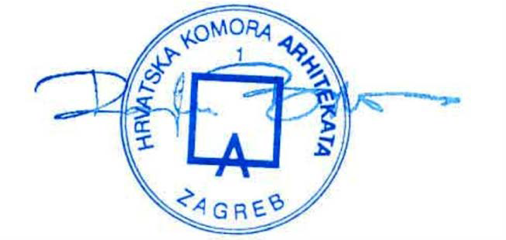 HRVATSKA KOMORA ARHITEKATA
1
A
ZAGREB